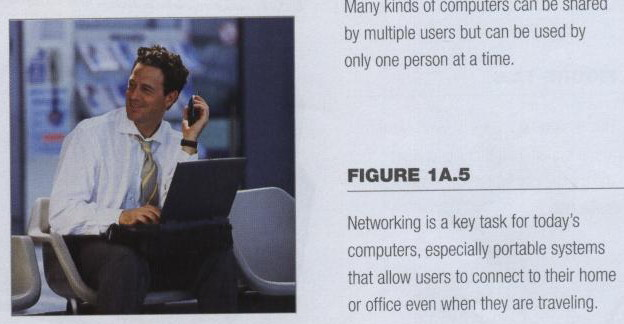 Many kinds of computers can be shared
by multiple users but can be used by
only one person at a time.
FIGURE 1A.5
Networking is a key task for today's
computers, especially portable systems
that allow users to connect to their home
or office even when they are traveling.